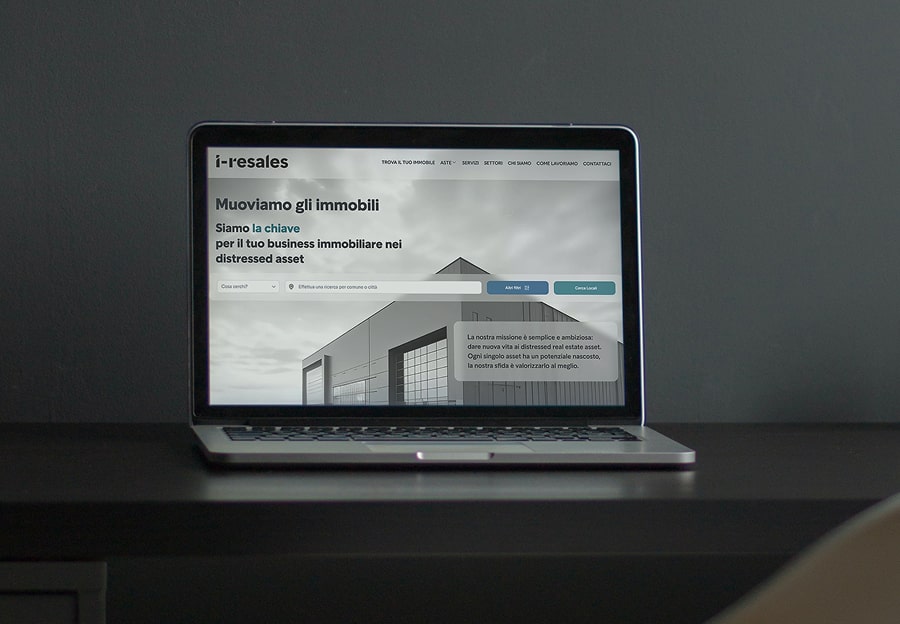 i-resales
TROVA IL TUO IMMOBILE ASTE SERVIZI SETTORI CHI SIAMO COME LAVORIAMO CONTATTACI
Muoviamo gli immobili
Siamo la chiave
per il tuo business immobiliare nei
distressed asset
Cosa cerchi? Effettua una ricerca per comune o città Altri filtri Cerca Locali
La nostra missione è semplice e ambiziosa:
dare nuova vita ai distressed real estate asset.
Ogni singolo asset ha un potenziale nascosto,
la nostra sfida è valorizzarlo al meglio.